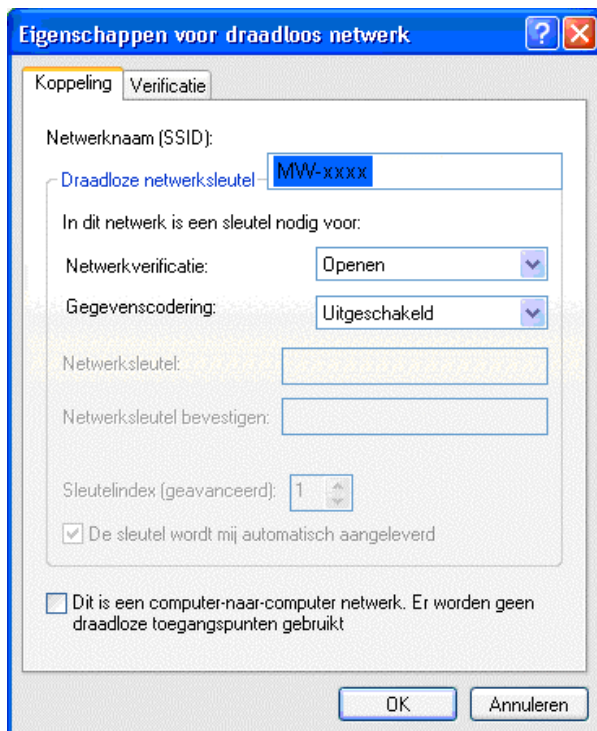 Eigenschappen voor draadloos netwerk
Koppeling Verificatie
Netwerknaam (SSID):
MW-xxxx
Draadloze netwerksleutel
In dit netwerk is een sleutel nodig voor:
Netwerkverificatie: Openen
Gegevenscodering: Uitgeschakeld
Netwerksleutel:
Netwerksleutel bevestigen:
Sleutelindex (geavanceerd): 1
De sleutel wordt mij automatisch aangeleverd
Dit is een computer-naar-computer netwerk. Er worden geen
draadloze toegangspunten gebruikt
OK Annuleren